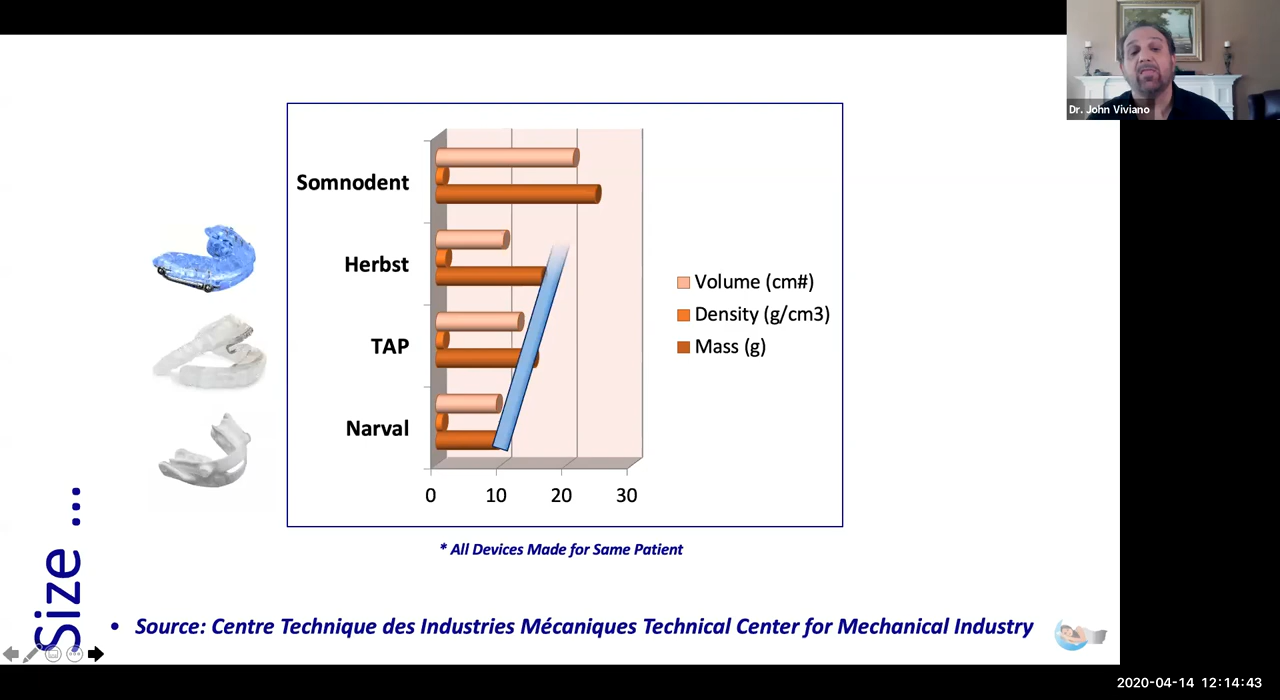 Dr. John Viviano
Somnodent
Herbst
TAP
Narval
0 10 20 30
Volume (cm#)
Density (g/cm3)
Mass (g)
* All Devices Made for Same Patient
Size ...
• Source: Centre Technique des Industries Mécaniques Technical Center for Mechanical Industry
2020-04-14 12:14:43